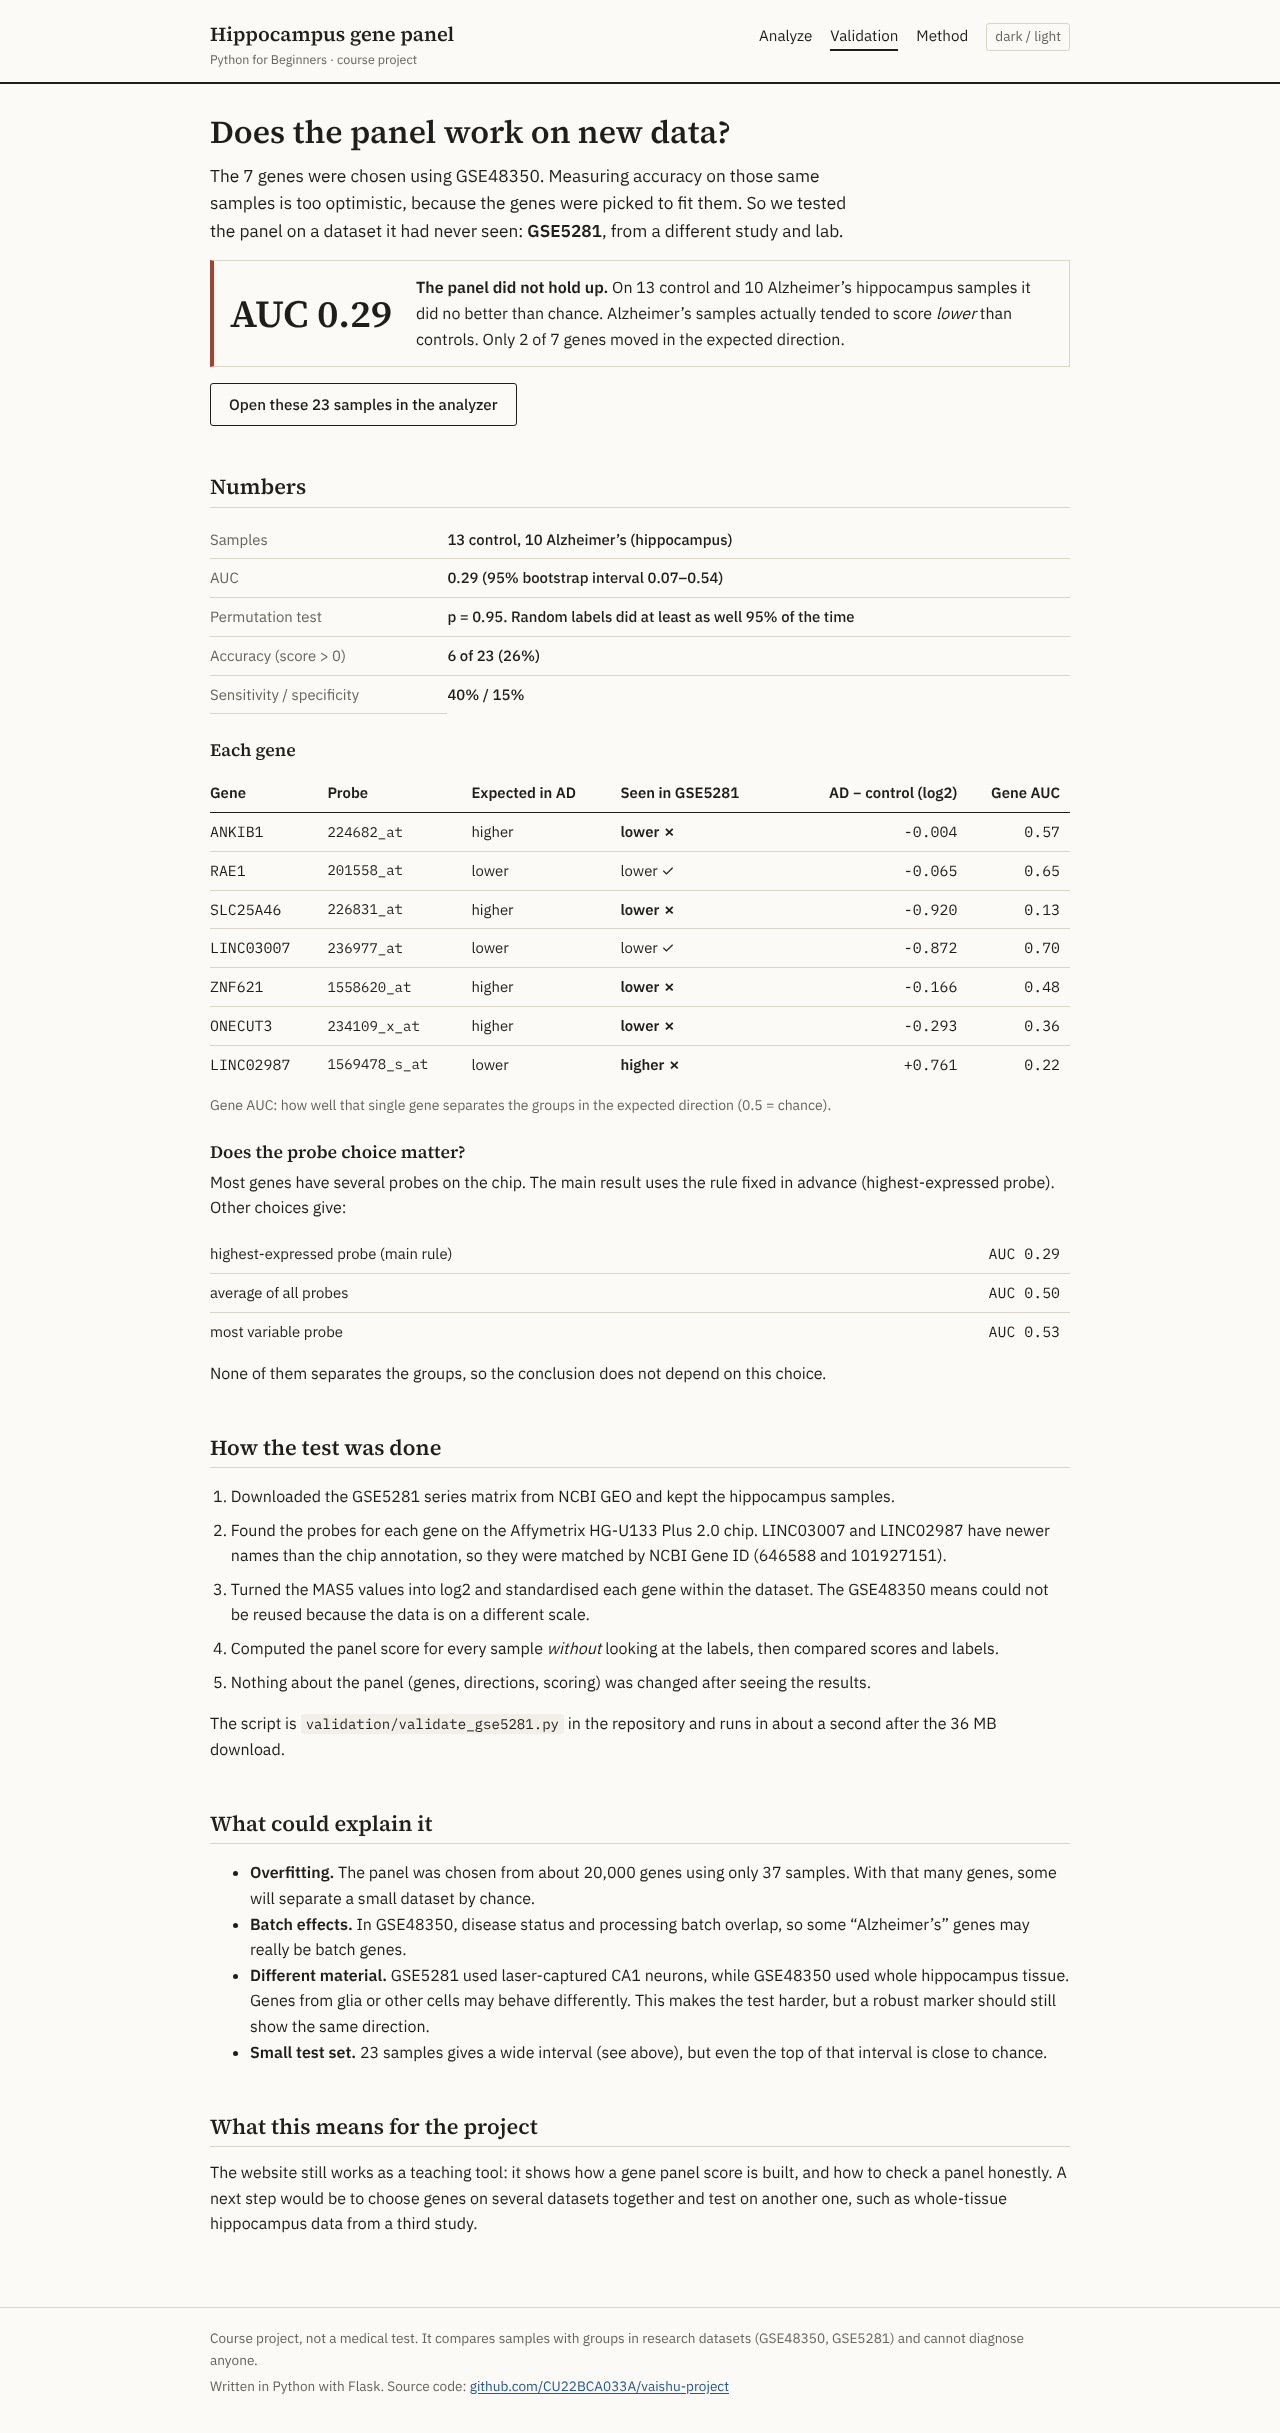 Hippocampus gene panel
Python for Beginners · course project
Analyze Validation Method dark / light
Does the panel work on new data?
The 7 genes were chosen using GSE48350. Measuring accuracy on those same
samples is too optimistic, because the genes were picked to fit them. So we tested
the panel on a dataset it had never seen: GSE5281, from a different study and lab.
AUC 0.29
The panel did not hold up. On 13 control and 10 Alzheimer’s hippocampus samples it
did no better than chance. Alzheimer’s samples actually tended to score lower than
controls. Only 2 of 7 genes moved in the expected direction.
Open these 23 samples in the analyzer
Numbers
Samples 13 control, 10 Alzheimer’s (hippocampus)
AUC 0.29 (95% bootstrap interval 0.07–0.54)
Permutation test p = 0.95. Random labels did at least as well 95% of the time
Accuracy (score > 0) 6 of 23 (26%)
Sensitivity / specificity 40% / 15%
Each gene
Gene Probe Expected in AD Seen in GSE5281 AD − control (log2) Gene AUC
ANKIB1 224682_at higher lower ✗ -0.004 0.57
RAE1 201558_at lower lower ✓ -0.065 0.65
SLC25A46 226831_at higher lower ✗ -0.920 0.13
LINC03007 236977_at lower lower ✓ -0.872 0.70
ZNF621 1558620_at higher lower ✗ -0.166 0.48
ONECUT3 234109_x_at higher lower ✗ -0.293 0.36
LINC02987 1569478_s_at lower higher ✗ +0.761 0.22
Gene AUC: how well that single gene separates the groups in the expected direction (0.5 = chance).
Does the probe choice matter?
Most genes have several probes on the chip. The main result uses the rule fixed in advance (highest-expressed probe).
Other choices give:
highest-expressed probe (main rule) AUC 0.29
average of all probes AUC 0.50
most variable probe AUC 0.53
None of them separates the groups, so the conclusion does not depend on this choice.
How the test was done
1. Downloaded the GSE5281 series matrix from NCBI GEO and kept the hippocampus samples.
2. Found the probes for each gene on the Affymetrix HG-U133 Plus 2.0 chip. LINC03007 and LINC02987 have newer
names than the chip annotation, so they were matched by NCBI Gene ID (646588 and 101927151).
3. Turned the MAS5 values into log2 and standardised each gene within the dataset. The GSE48350 means could not
be reused because the data is on a different scale.
4. Computed the panel score for every sample without looking at the labels, then compared scores and labels.
5. Nothing about the panel (genes, directions, scoring) was changed after seeing the results.
The script is validation/validate_gse5281.py in the repository and runs in about a second after the 36 MB
download.
What could explain it
• Overfitting. The panel was chosen from about 20,000 genes using only 37 samples. With that many genes, some
will separate a small dataset by chance.
• Batch effects. In GSE48350, disease status and processing batch overlap, so some “Alzheimer’s” genes may
really be batch genes.
• Different material. GSE5281 used laser-captured CA1 neurons, while GSE48350 used whole hippocampus tissue.
Genes from glia or other cells may behave differently. This makes the test harder, but a robust marker should still
show the same direction.
• Small test set. 23 samples gives a wide interval (see above), but even the top of that interval is close to chance.
What this means for the project
The website still works as a teaching tool: it shows how a gene panel score is built, and how to check a panel honestly. A
next step would be to choose genes on several datasets together and test on another one, such as whole-tissue
hippocampus data from a third study.
Course project, not a medical test. It compares samples with groups in research datasets (GSE48350, GSE5281) and cannot diagnose
anyone.
Written in Python with Flask. Source code: github.com/CU22BCA033A/vaishu-project